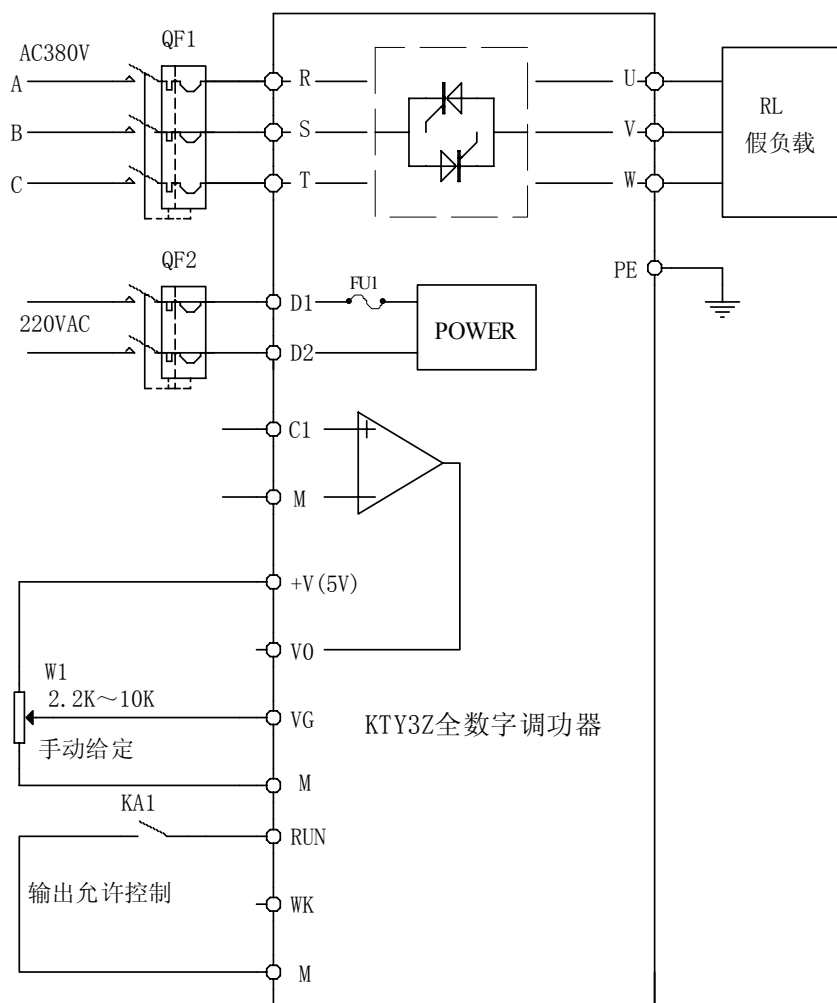 AC380V
QF1
A
R
U
RL
B
S
V
假负载
C
T
W
QF2
PE
D1
FU1
220VAC
POWER
D2
C1
M
+V(5V)
V0
W1
2.2K～10K
VG
KTY3Z全数字调功器
手动给定
M
KA1
RUN
输出允许控制
WK
M